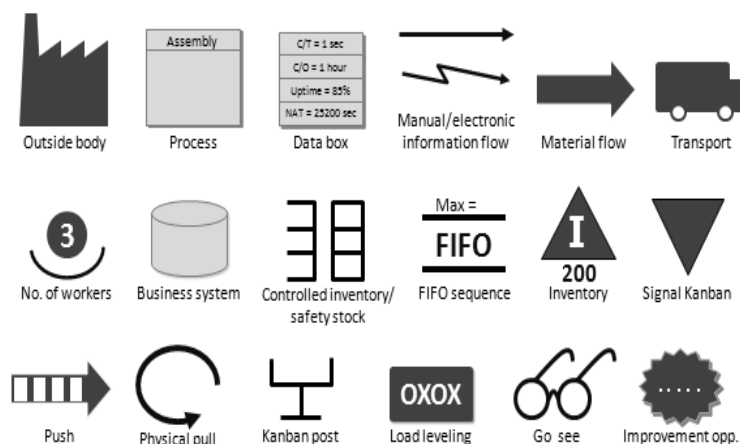 Assembly
C/T = 1 sec
C/O = 1 hour
Uptime = 85%
NAT = 25200 sec
Outside body
Process
Data box
Manual/electronic
information flow
Material flow
Transport
3
Max =
FIFO
I
200
No. of workers
Business system
Controlled inventory/
safety stock
FIFO sequence
Inventory
Signal Kanban
OXOX
.....
Push
Physical pull
Kanban post
Load leveling
Go see
Improvement opp.